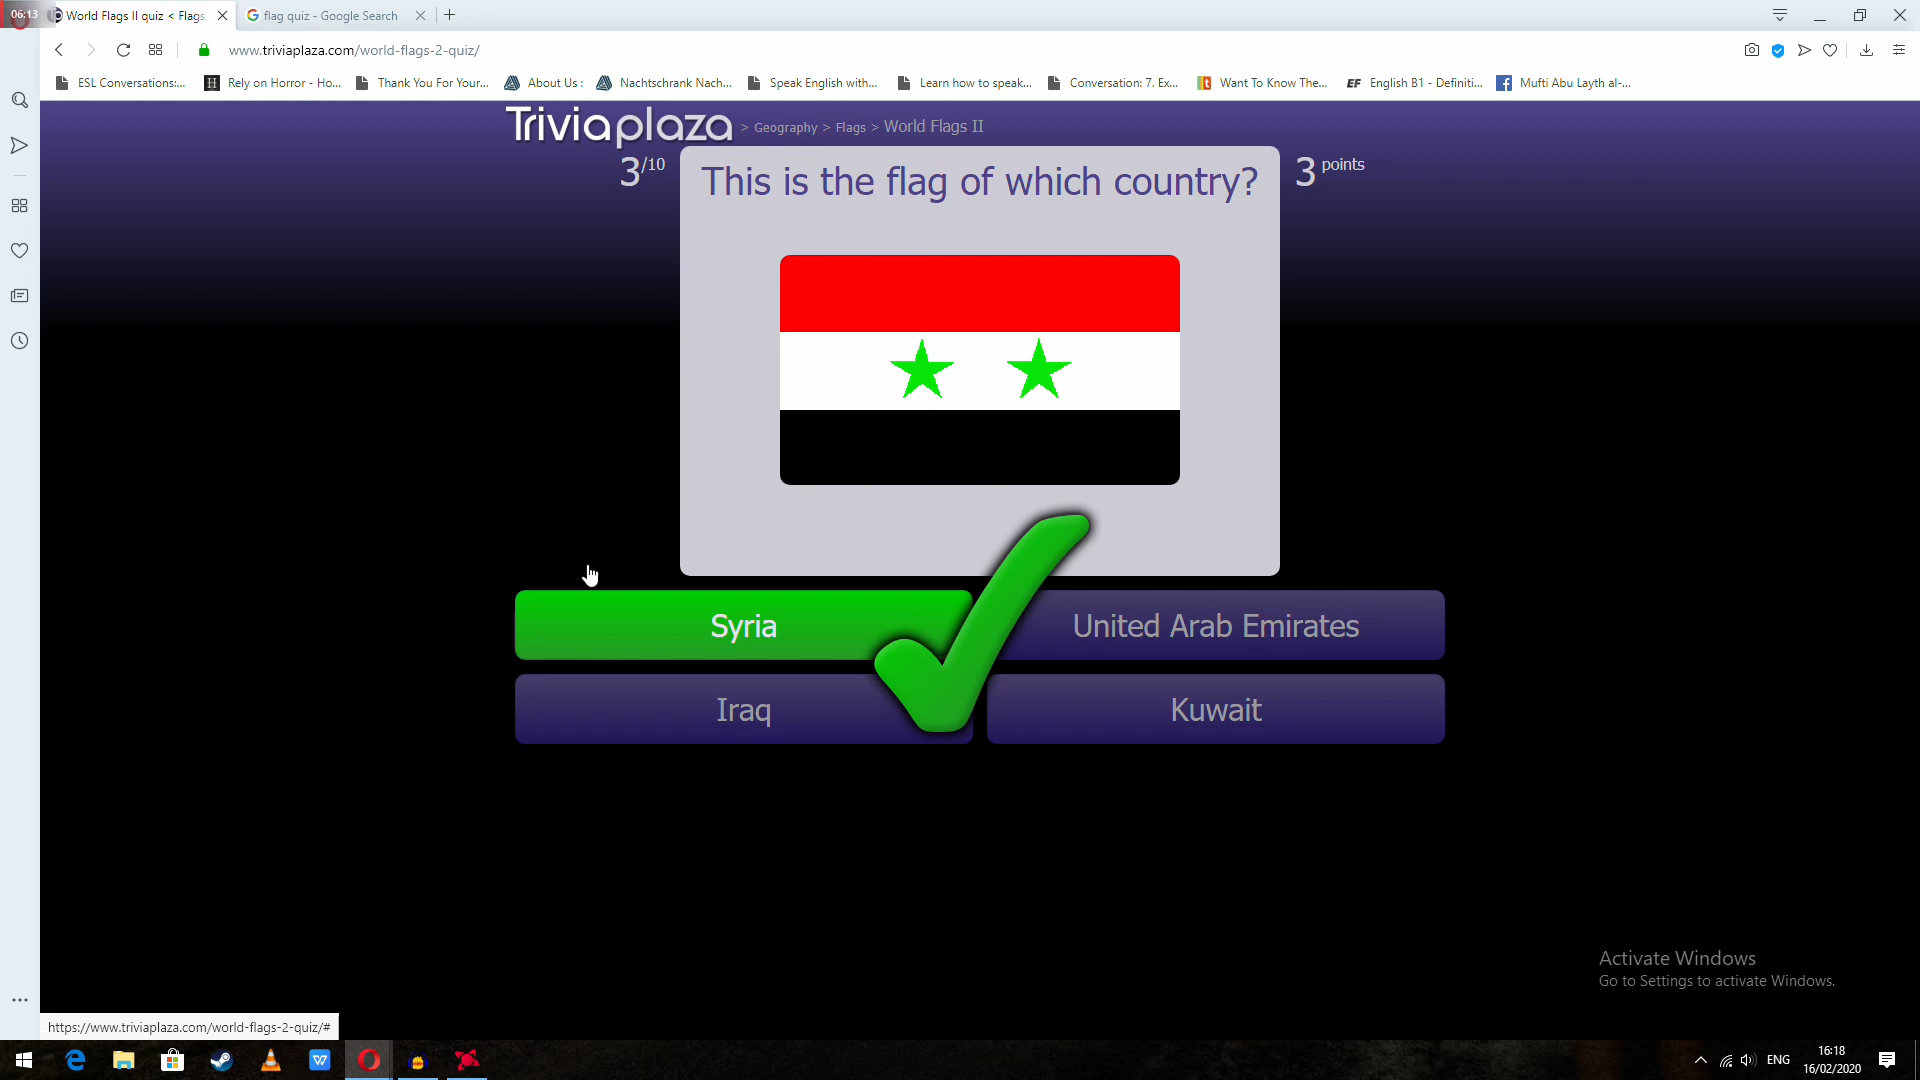 06:13
World Flags II quiz < Flags
flag quiz - Google Search
www.triviaplaza.com/world-flags-2-quiz/
ESL Conversations:...
H
Rely on Horror - Ho...
Thank You For Your...
About Us :
Nachtschrank Nach...
Speak English with...
Learn how to speak...
Conversation: 7. Ex...
Want To Know The...
EF
English B1 - Definiti...
Mufti Abu Layth al-...
Triviaplaza > Geography > Flags > World Flags II
3/10
This is the flag of which country?
3 points
Syria
United Arab Emirates
Iraq
Kuwait
Activate Windows
Go to Settings to activate Windows.
https://www.triviaplaza.com/world-flags-2-quiz/#
ENG
16:18
16/02/2020